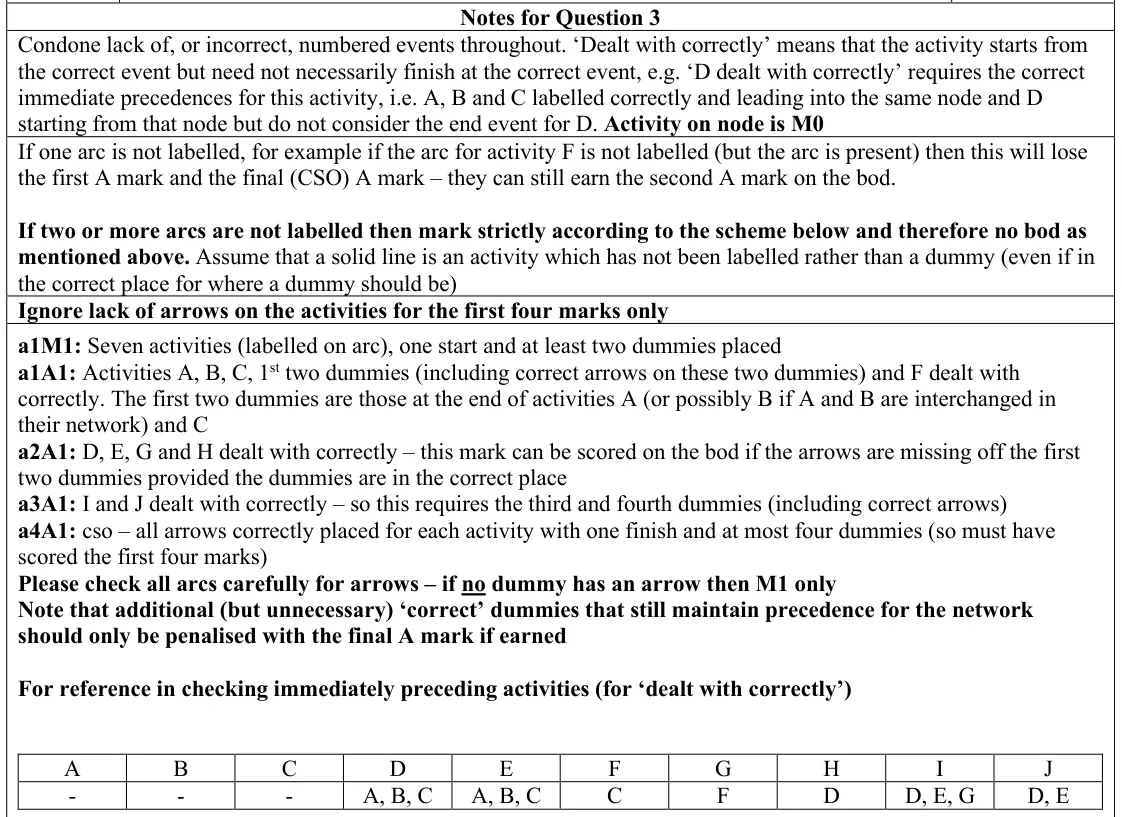 Notes for Question 3
Condone lack of, or incorrect, numbered events throughout. ‘Dealt with correctly’ means that the activity starts from
the correct event but need not necessarily finish at the correct event, e.g. ‘D dealt with correctly’ requires the correct
immediate precedences for this activity, i.e. A, B and C labelled correctly and leading into the same node and D
starting from that node but do not consider the end event for D. Activity on node is M0
If one arc is not labelled, for example if the arc for activity F is not labelled (but the arc is present) then this will lose
the first A mark and the final (CSO) A mark – they can still earn the second A mark on the bod.
If two or more arcs are not labelled then mark strictly according to the scheme below and therefore no bod as
mentioned above. Assume that a solid line is an activity which has not been labelled rather than a dummy (even if in
the correct place for where a dummy should be)
Ignore lack of arrows on the activities for the first four marks only
a1M1: Seven activities (labelled on arc), one start and at least two dummies placed
a1A1: Activities A, B, C, 1st two dummies (including correct arrows on these two dummies) and F dealt with
correctly. The first two dummies are those at the end of activities A (or possibly B if A and B are interchanged in
their network) and C
a2A1: D, E, G and H dealt with correctly – this mark can be scored on the bod if the arrows are missing off the first
two dummies provided the dummies are in the correct place
a3A1: I and J dealt with correctly – so this requires the third and fourth dummies (including correct arrows)
a4A1: cso – all arrows correctly placed for each activity with one finish and at most four dummies (so must have
scored the first four marks)
Please check all arcs carefully for arrows – if no dummy has an arrow then M1 only
Note that additional (but unnecessary) ‘correct’ dummies that still maintain precedence for the network
should only be penalised with the final A mark if earned
For reference in checking immediately preceding activities (for ‘dealt with correctly’)
A B C D E F G H I J
- - - A, B, C A, B, C C F D D, E, G D, E